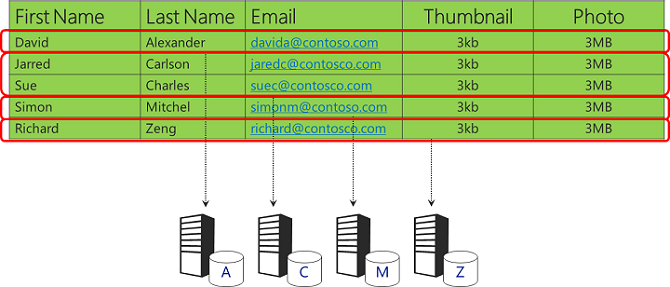 First Name Last Name Email Thumbnail Photo
David Alexander davida@contoso.com 3kb 3MB
Jarred Carlson jaredc@contosco.com 3kb 3MB
Sue Charles suec@contosco.com 3kb 3MB
Simon Mitchel simonm@contoso.com 3kb 3MB
Richard Zeng richard@contosco.com 3kb 3MB
A C M Z